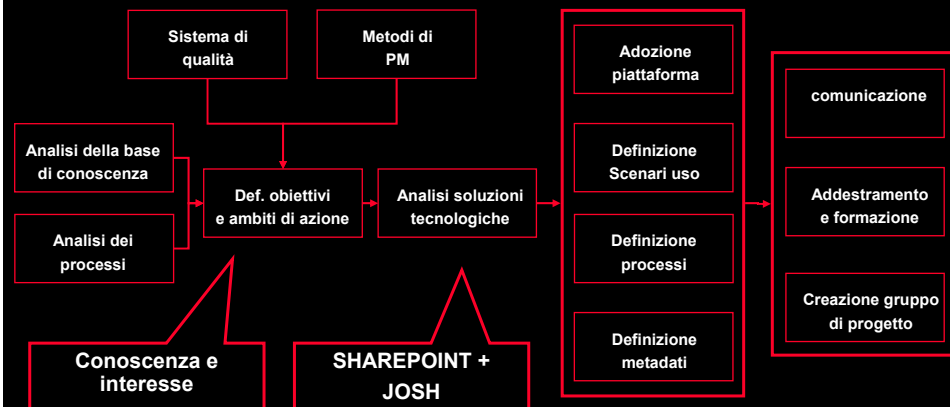 Sistema di
qualità
Metodi di
PM
Adozione
piattaforma
comunicazione
Analisi della base
di conoscenza
Def. obiettivi
e ambiti di azione
Analisi soluzioni
tecnologiche
Definizione
Scenari uso
Addestramento
e formazione
Analisi dei
processi
Definizione
processi
Creazione gruppo
di progetto
Conoscenza e
interesse
SHAREPOINT +
JOSH
Definizione
metadati